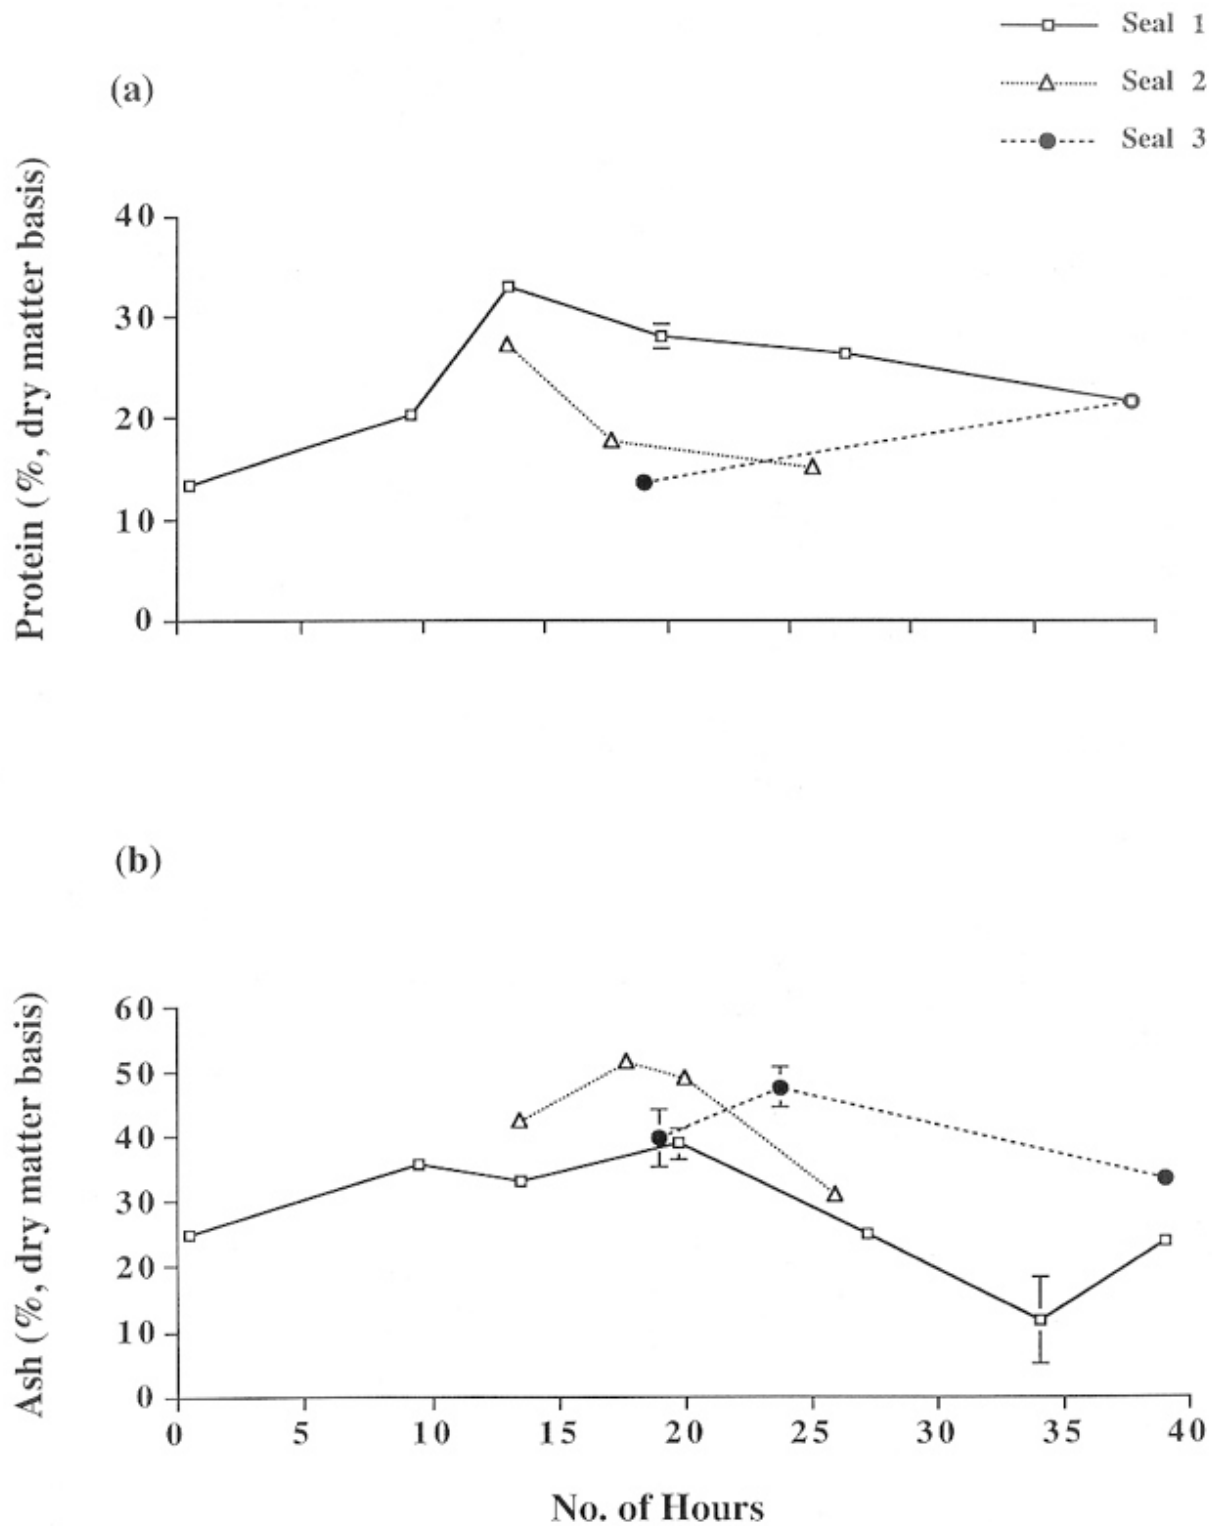 Seal 1
Seal 2
Seal 3
(a)
Protein (%, dry matter basis)
40
30
20
10
0
(b)
Ash (%, dry matter basis)
60
50
40
30
20
10
0
0 5 10 15 20 25 30 35 40
No. of Hours